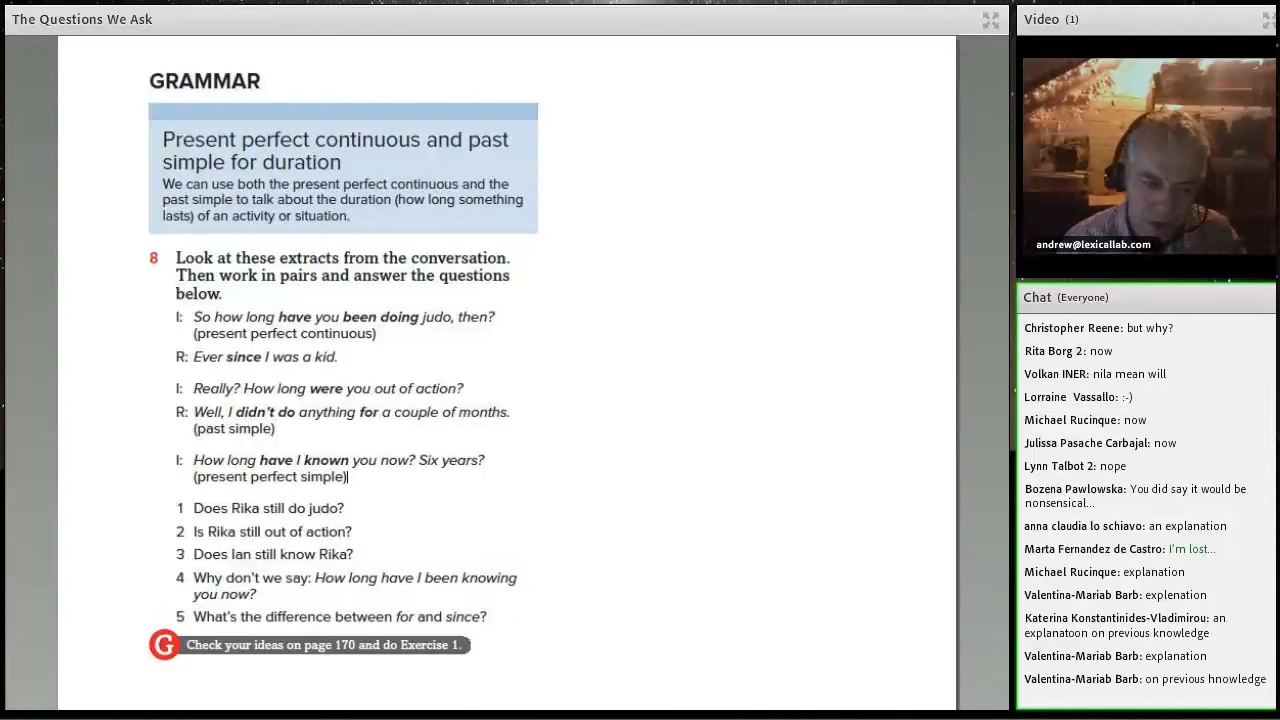 The Questions We Ask
GRAMMAR
Present perfect continuous and past
simple for duration
We can use both the present perfect continuous and the
past simple to talk about the duration (how long something
lasts) of an activity or situation.
8 Look at these extracts from the conversation.
Then work in pairs and answer the questions
below.
I: So how long have you been doing judo, then?
(present perfect continuous)
R: Ever since I was a kid.
I: Really? How long were you out of action?
R: Well, I didn't do anything for a couple of months.
(past simple)
I: How long have I known you now? Six years?
(present perfect simple)
1 Does Rika still do judo?
2 Is Rika still out of action?
3 Does Ian still know Rika?
4 Why don't we say: How long have I been knowing
you now?
5 What's the difference between for and since?
G Check your ideas on page 170 and do Exercise 1.
Video (1)
andrew@lexicallab.com
Chat (Everyone)
Christopher Reene: but why?
Rita Borg 2: now
Volkan INER: nila mean will
Lorraine Vassallo: :-)
Michael Rucinque: now
Julissa Pasache Carbajal: now
Lynn Talbot 2: nope
Bozena Pawlowska: You did say it would be
nonsensical...
anna claudia lo schiavo: an explanation
Marta Fernandez de Castro: I'm lost...
Michael Rucinque: explanation
Valentina-Mariab Barb: explenation
Katerina Konstantinides-Vladimirou: an
explanation on previous knowledge
Valentina-Mariab Barb: explanation
Valentina-Mariab Barb: on previous hnowledge